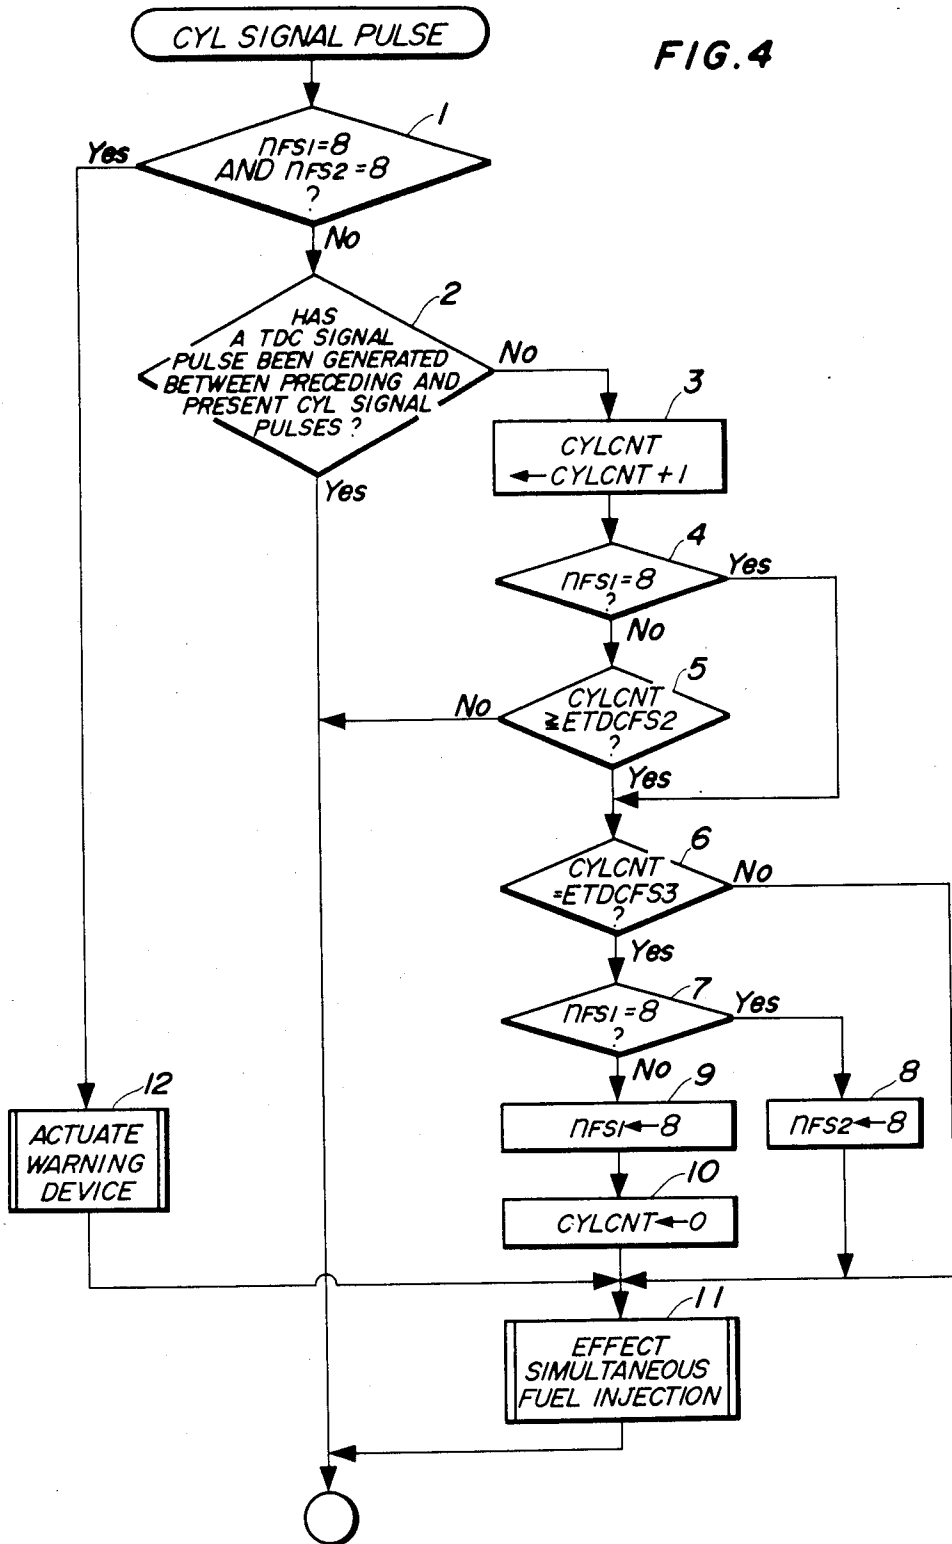 CYL SIGNAL PULSE
FIG. 4
1
nFS1=8
AND nFS2=8
?
Yes
No
2
HAS
A TDC SIGNAL
PULSE BEEN GENERATED
BETWEEN PRECEDING AND
PRESENT CYL SIGNAL
PULSES ?
No
Yes
3
CYLCNT
←CYLCNT+1
4
nFS1=8
?
Yes
No
5
CYLCNT
≧ETDCFS2
?
No
Yes
6
CYLCNT
=ETDCFS3
?
No
Yes
7
nFS1=8
?
Yes
No
9
nFS1←8
8
nFS2←8
10
CYLCNT←0
12
ACTUATE
WARNING
DEVICE
11
EFFECT
SIMULTANEOUS
FUEL INJECTION